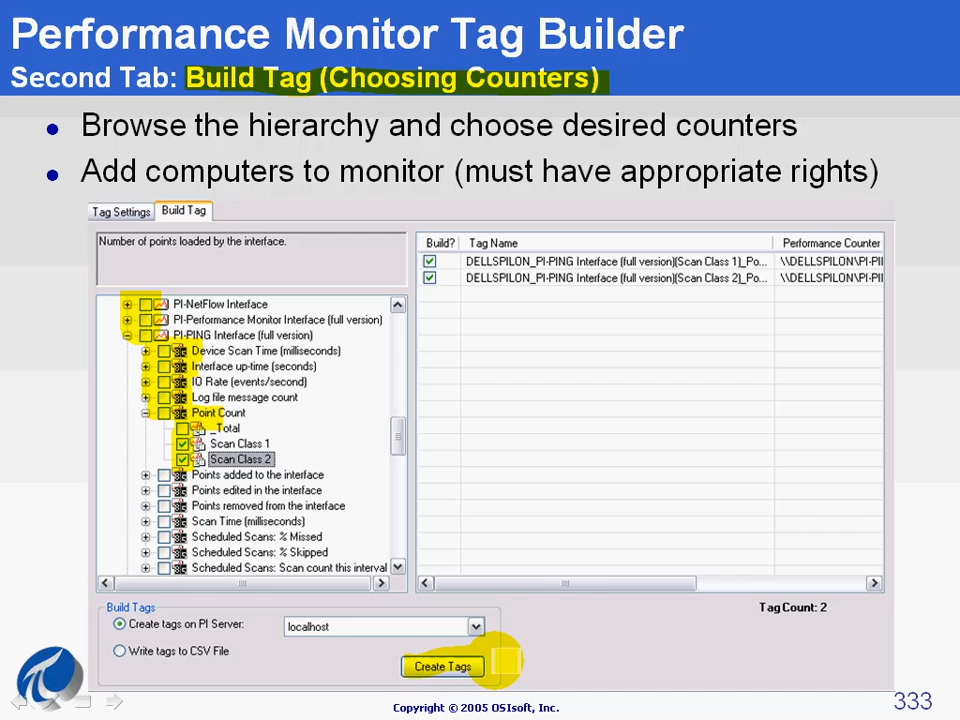 Performance Monitor Tag Builder
Second Tab: Build Tag (Choosing Counters)
Browse the hierarchy and choose desired counters
Add computers to monitor (must have appropriate rights)
Tag Settings
Build Tag
Number of points loaded by the interface.
PI-NetFlow Interface
PI-Performance Monitor Interface (full version)
PI-PING Interface (full version)
Device Scan Time (milliseconds)
Interface up-time (seconds)
IO Rate (events/second)
Log file message count
Point Count
_Total
Scan Class 1
Scan Class 2
Points added to the interface
Points edited in the interface
Points removed from the interface
Scan Time (milliseconds)
Scheduled Scans: % Missed
Scheduled Scans: % Skipped
Scheduled Scans: Scan count this interval
Build? Tag Name Performance Counter
DELLSPILON_PI-PING Interface (full version)(Scan Class 1)_Po... \\DELLSPILON\PI-PI
DELLSPILON_PI-PING Interface (full version)(Scan Class 2)_Po... \\DELLSPILON\PI-PI
Tag Count: 2
Build Tags
Create tags on PI Server: localhost
Write tags to CSV File
Create Tags
Copyright © 2005 OSIsoft, Inc.
333